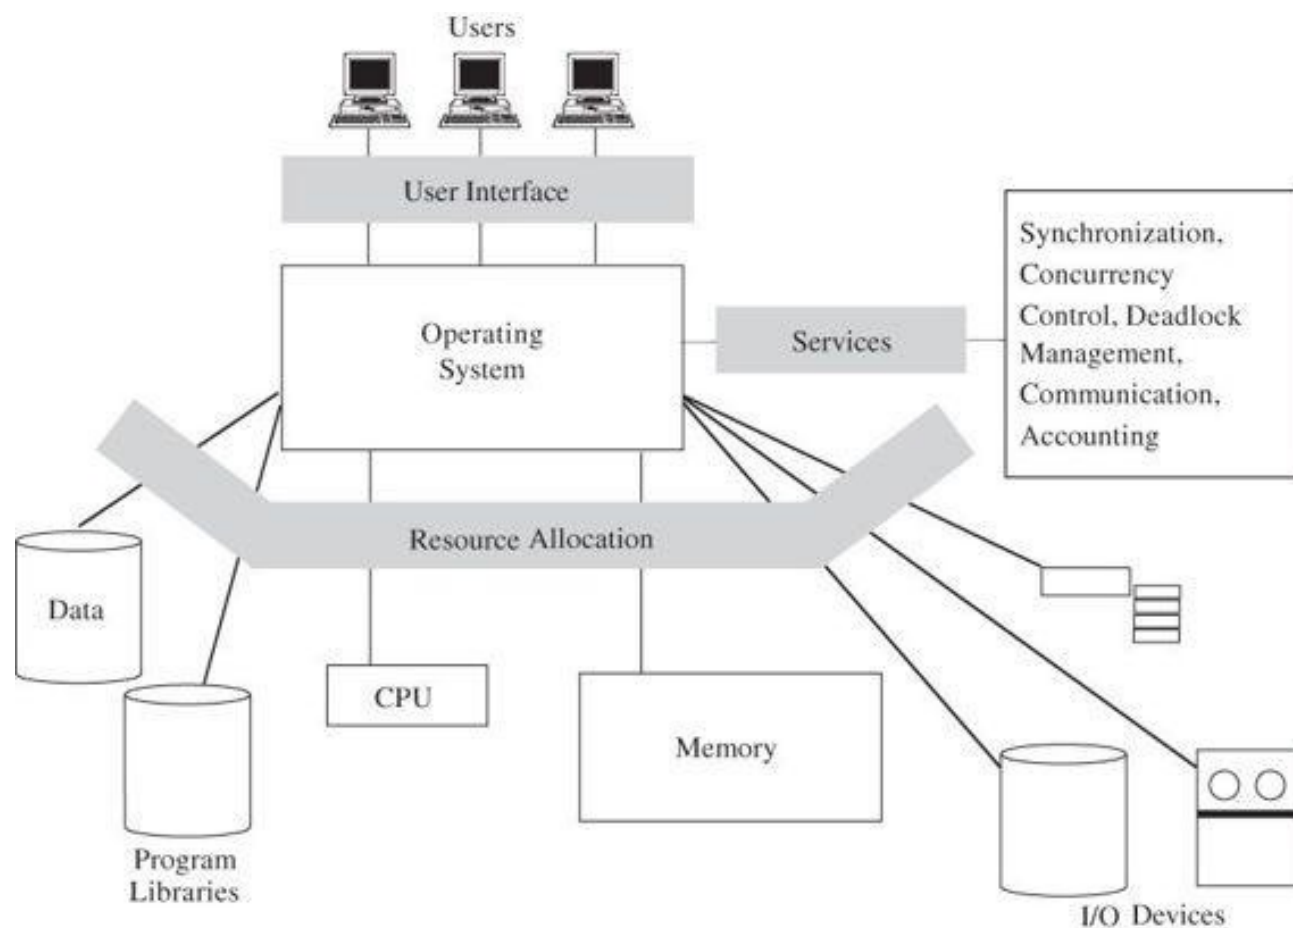 Users
User Interface
Operating
System
Services
Synchronization,
Concurrency
Control, Deadlock
Management,
Communication,
Accounting
Resource Allocation
Data
CPU
Memory
Program
Libraries
I/O Devices